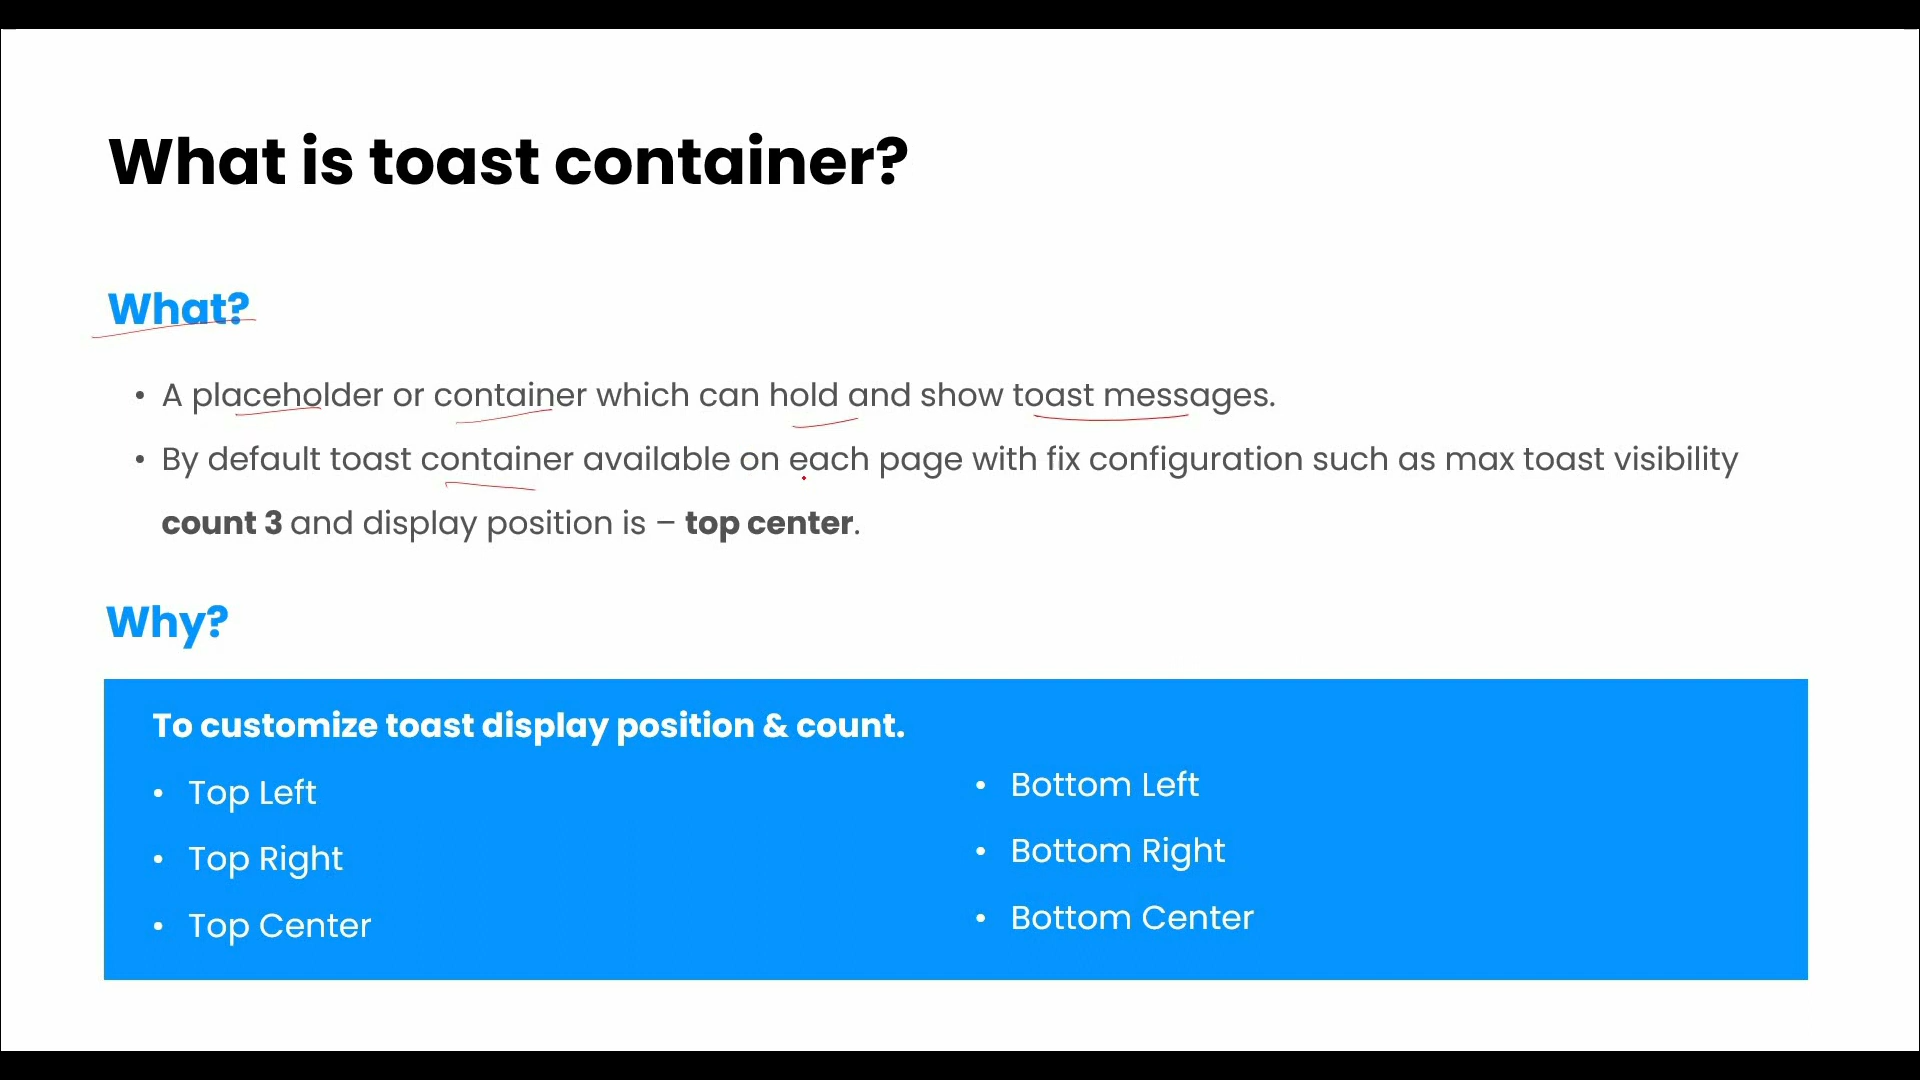 What is toast container?
What?
• A placeholder or container which can hold and show toast messages.
• By default toast container available on each page with fix configuration such as max toast visibility
count 3 and display position is – top center.
Why?
To customize toast display position & count.
• Top Left
• Top Right
• Top Center
• Bottom Left
• Bottom Right
• Bottom Center